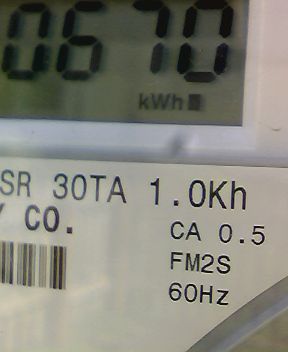 0670
kWh
SR 30TA 1.0Kh
Y CO.
CA 0.5
FM2S
60Hz